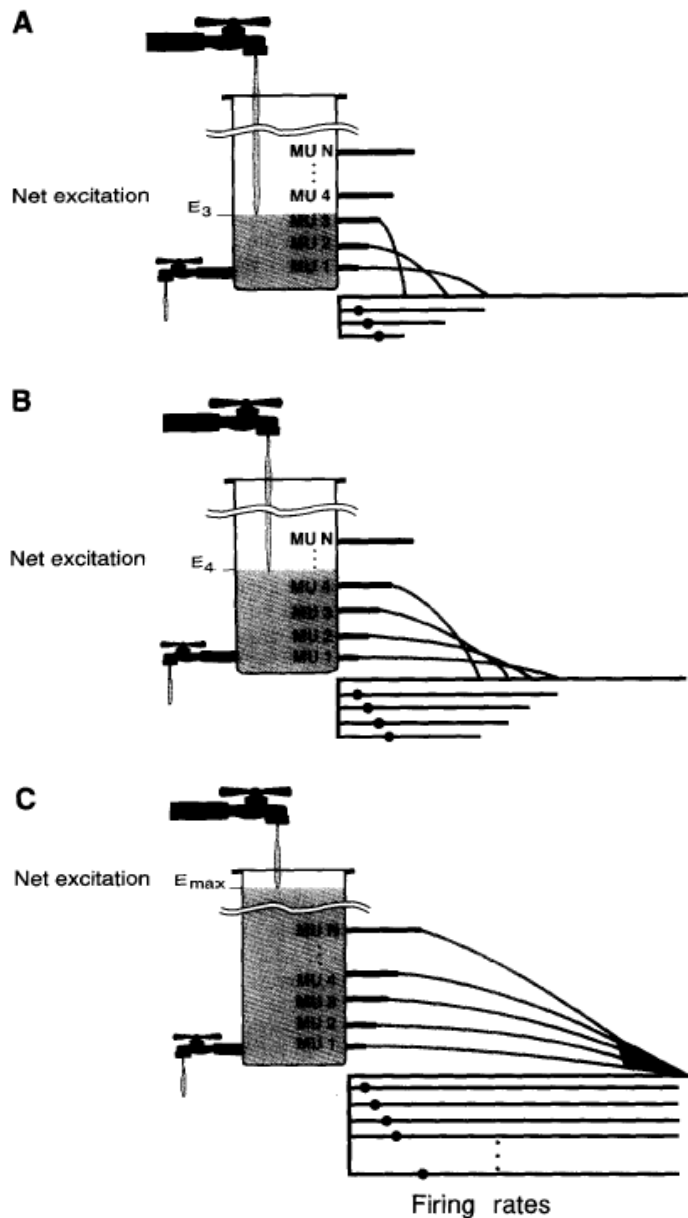 A
MU N
Net excitation
MU 4
E3
MU 3
MU 2
MU 1
B
MU N
Net excitation
E4
MU 4
MU 3
MU 2
MU 1
C
Net excitation
Emax
MU N
MU 4
MU 3
MU 2
MU 1
Firing rates